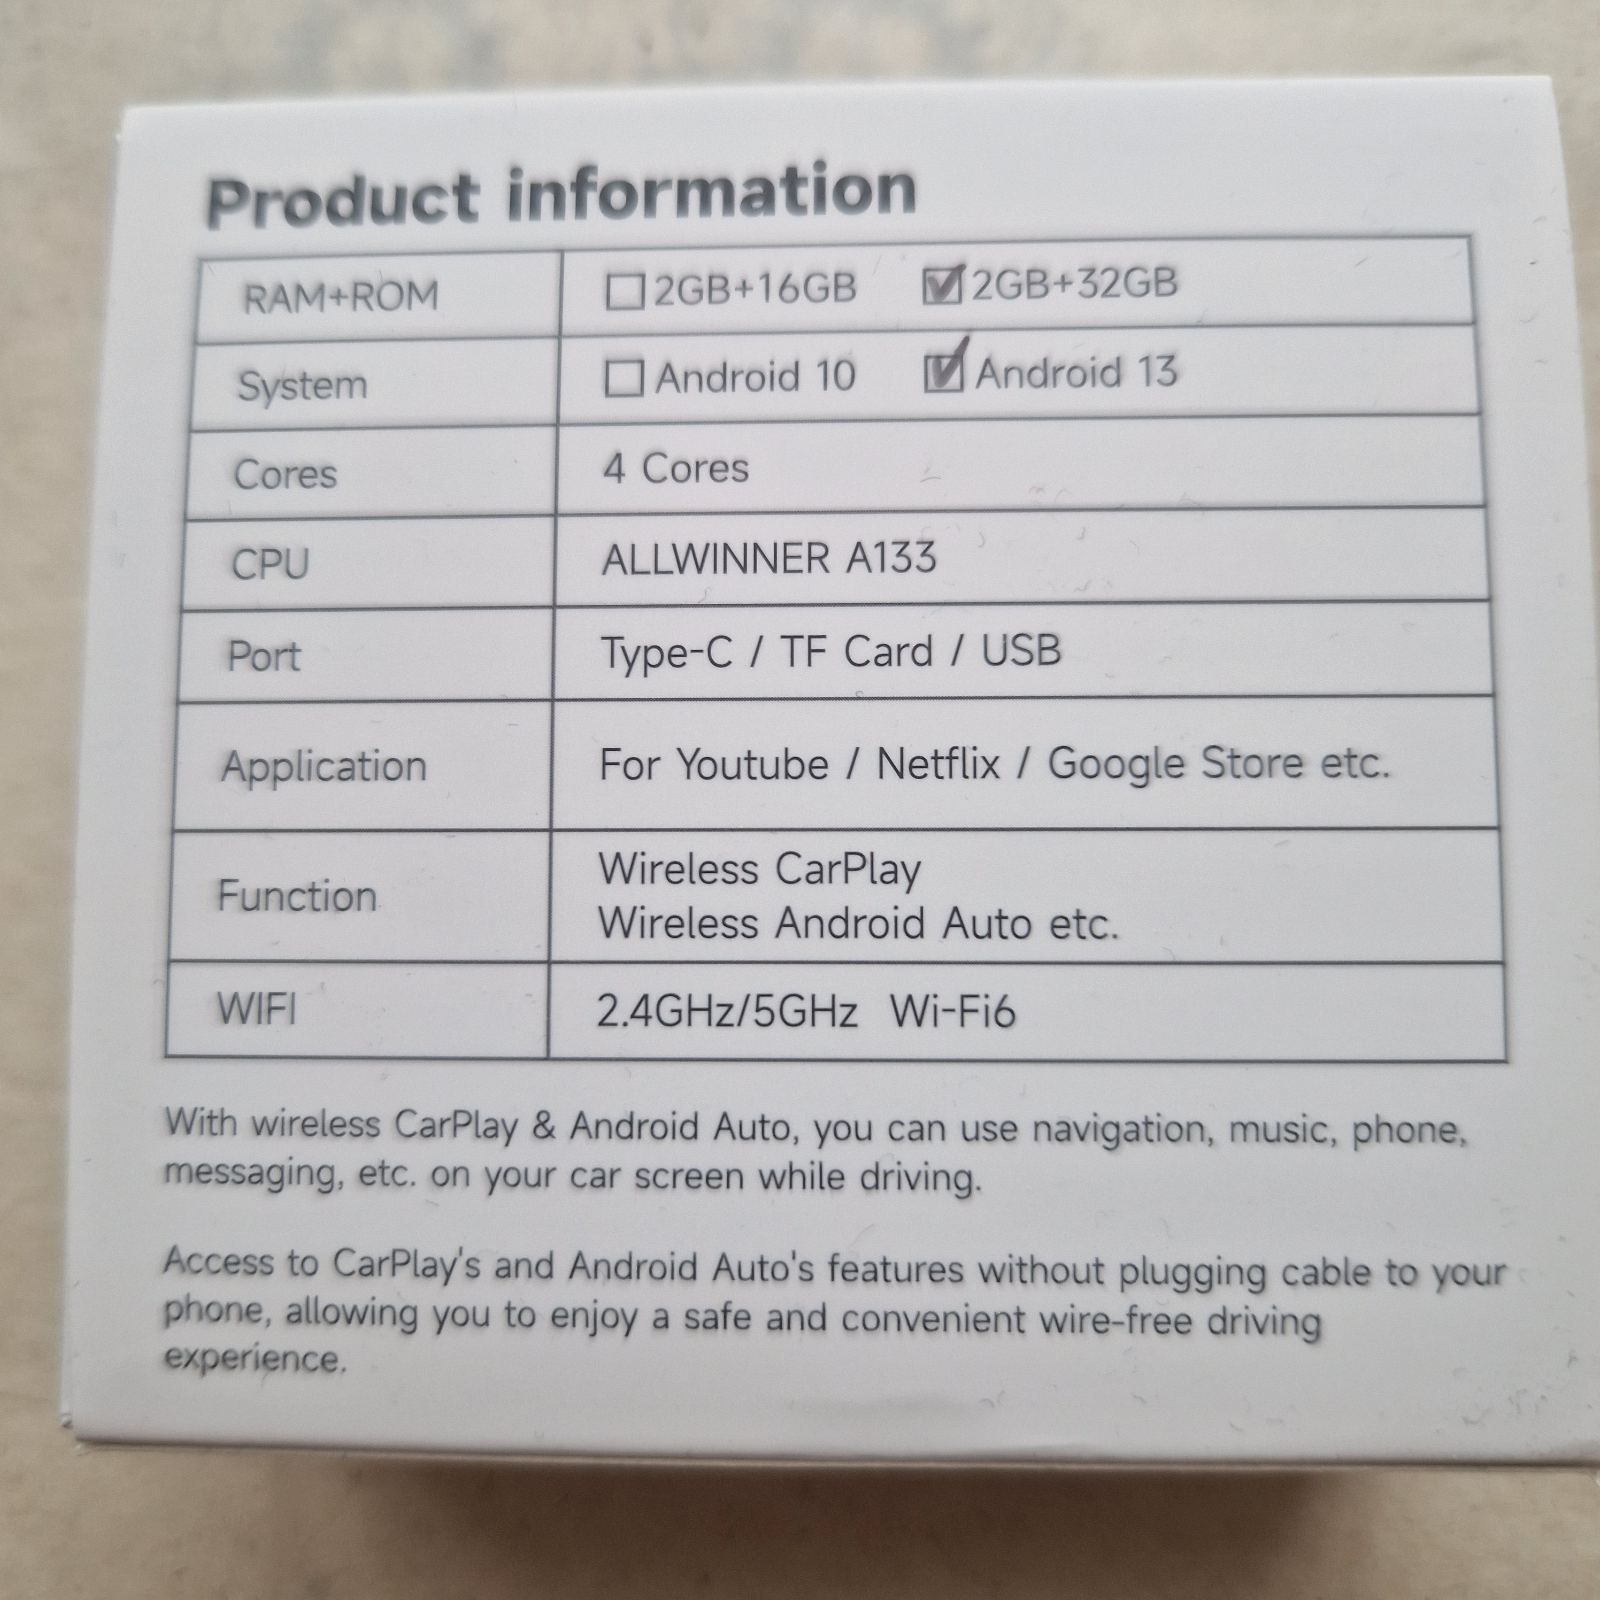 Product information
RAM+ROM ☐2GB+16GB ☑2GB+32GB
System ☐Android 10 ☑Android 13
Cores 4 Cores
CPU ALLWINNER A133
Port Type-C / TF Card / USB
Application For Youtube / Netflix / Google Store etc.
Function Wireless CarPlay
Wireless Android Auto etc.
WIFI 2.4GHz/5GHz Wi-Fi6
With wireless CarPlay & Android Auto, you can use navigation, music, phone,
messaging, etc. on your car screen while driving.
Access to CarPlay's and Android Auto's features without plugging cable to your
phone, allowing you to enjoy a safe and convenient wire-free driving
experience.